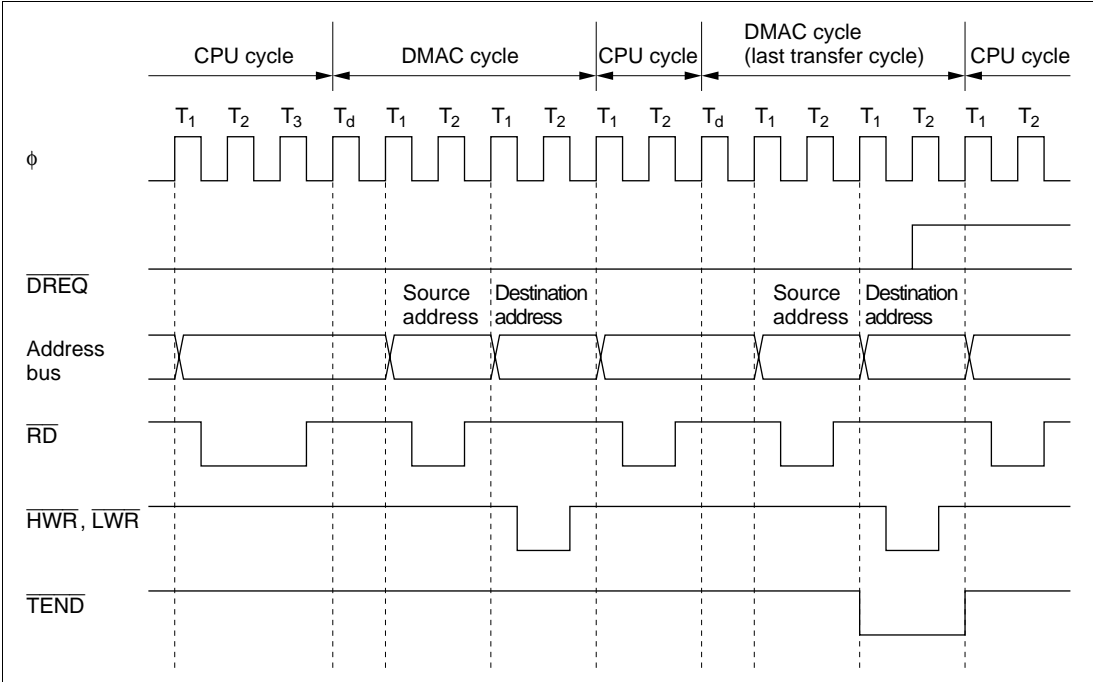 CPU cycle DMAC cycle CPU cycle DMAC cycle (last transfer cycle) CPU cycle
T1 T2 T3 Td T1 T2 T1 T2 T1 T2 Td T1 T2 T1 T2 T1 T2
φ
DREQ
Source address Destination address Source address Destination address
Address bus
RD
HWR, LWR
TEND